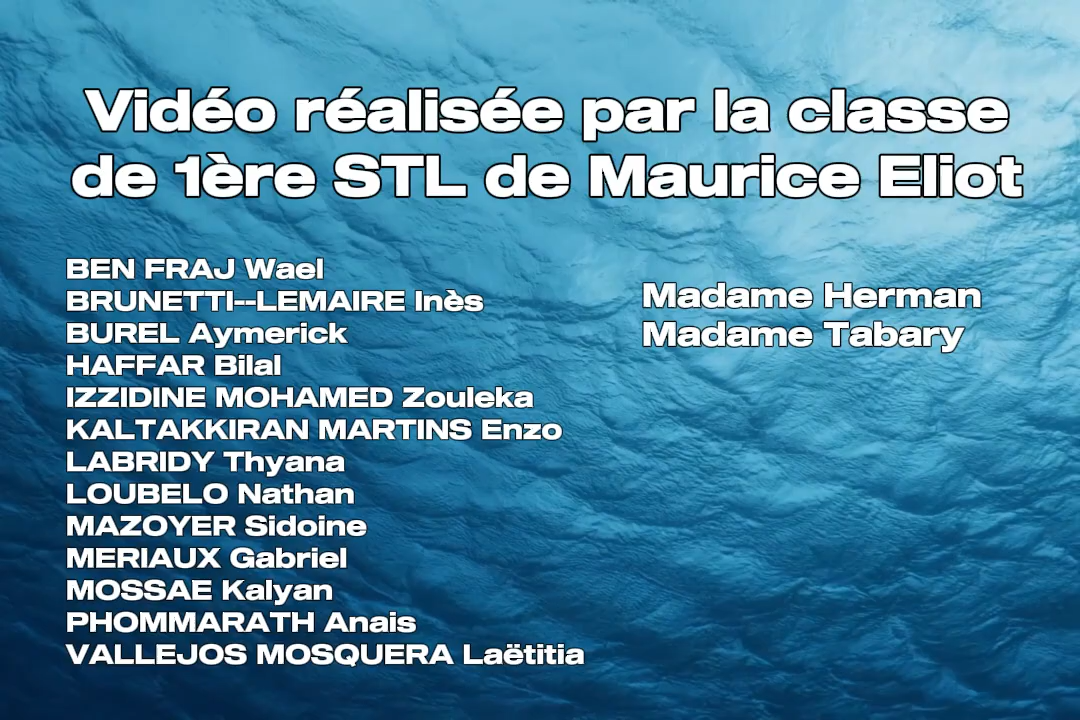 Vidéo réalisée par la classe
de 1ère STL de Maurice Eliot
BEN FRAJ Wael
BRUNETTI--LEMAIRE Inès
BUREL Aymerick
HAFFAR Bilal
IZZIDINE MOHAMED Zouleka
KALTAKKIRAN MARTINS Enzo
LABRIDY Thyana
LOUBELO Nathan
MAZOYER Sidoine
MERIAUX Gabriel
MOSSAE Kalyan
PHOMMARATH Anais
VALLEJOS MOSQUERA Laëtitia
Madame Herman
Madame Tabary